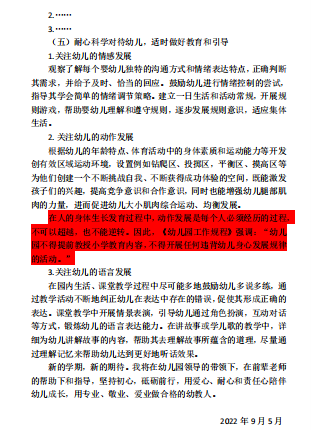 2.……
3.……
（五）耐心科学对待幼儿，适时做好教育和引导
1.关注幼儿的情感发展
观察了解每个婴儿独特的沟通方式和情绪表达特点，正确判断
其需求，并给予及时、恰当的回应。鼓励幼儿进行情绪控制的尝试，
指导其学会简单的情绪调节策略。建立一日生活和活动常规，开展规
则游戏，帮助婴幼儿理解和遵守规则，逐步发展规则意识，适应集体
生活。
2. 关注幼儿的动作发展
根据幼儿的年龄特点、体育活动中的身体素质和运动能力等开发
创有效区域运动环境，设置例如钻爬区、投掷区，平衡区、摸高区等
为他们创建一个不断挑战自我、不断获得成功体验的空间，既能激发
孩子们的兴趣，提高竞争意识和合作意识，同时也能增强幼儿腿部肌
肉的力量，进而促进幼儿大小肌肉综合运动、均衡发展。
在人的身体生长发育过程中，动作发展是每个人必须经历的过程，
不可以超越，也不能逆转。因此，《幼儿园工作规程》强调：“幼儿
园不得提前教授小学教育内容，不得开展任何违背幼儿身心发展规律
的活动。”
3.关注幼儿的语言发展
在园内生活、课堂教学过程中尽可能多地鼓励幼儿多说多练，通
过教学活动不断地纠正幼儿在表达中存在的错误，促使其形成正确的
表达。课堂教学中开展情景表演，引导幼儿通过角色扮演，互动对话
等方式，锻炼幼儿的语言表达能力。在讲故事或学儿歌的教学中，详
细为幼儿讲解故事的内容，帮助其去理解故事所蕴含的道理，尽量通
过理解记忆来帮助幼儿达到更好地听话效果。
新的学期，新的期待。我将在幼儿园领导的带领下，在前辈老师
的帮助下和指导，坚持初心，砥砺前行，用爱心、耐心和责任心陪伴
幼儿成长，用专业、敬业、爱业做合格的幼教人。
2022 年 9 月 5 日